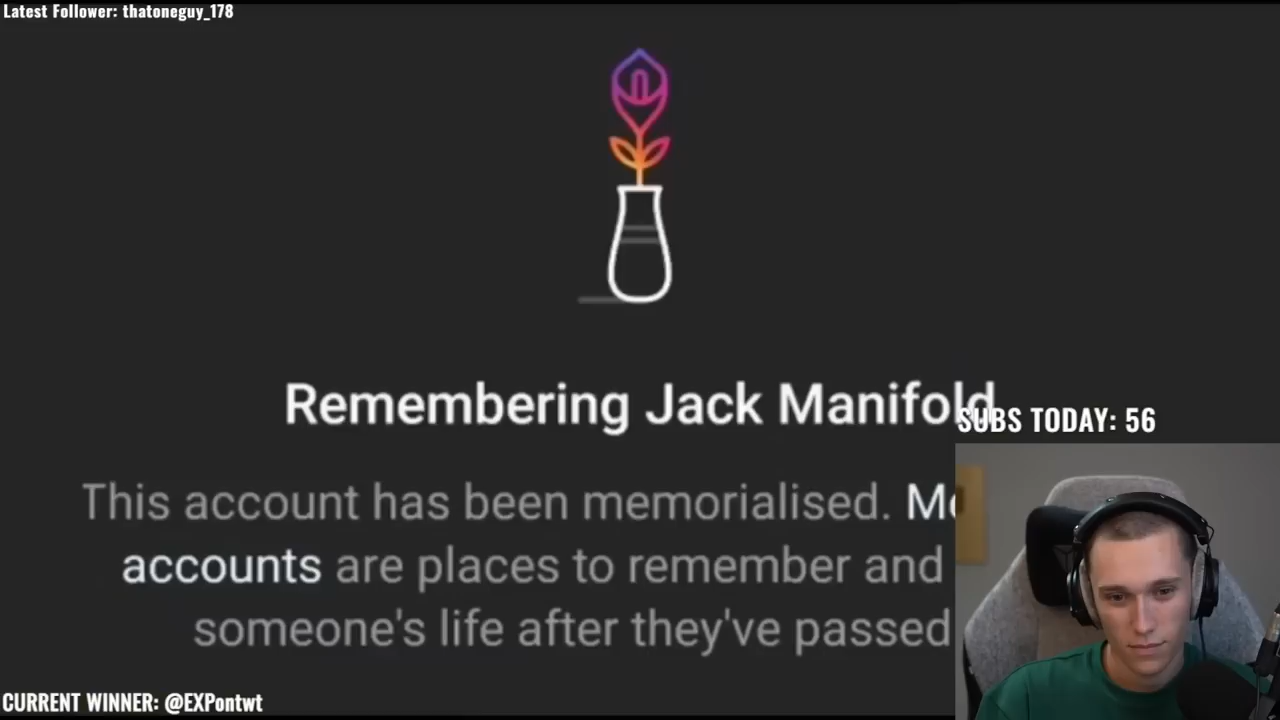 Latest Follower: thatoneguy_178
Remembering Jack Manifold
SUBS TODAY: 56
This account has been memorialised.
accounts are places to remember and
someone's life after they've passed
CURRENT WINNER: @EXPontwt